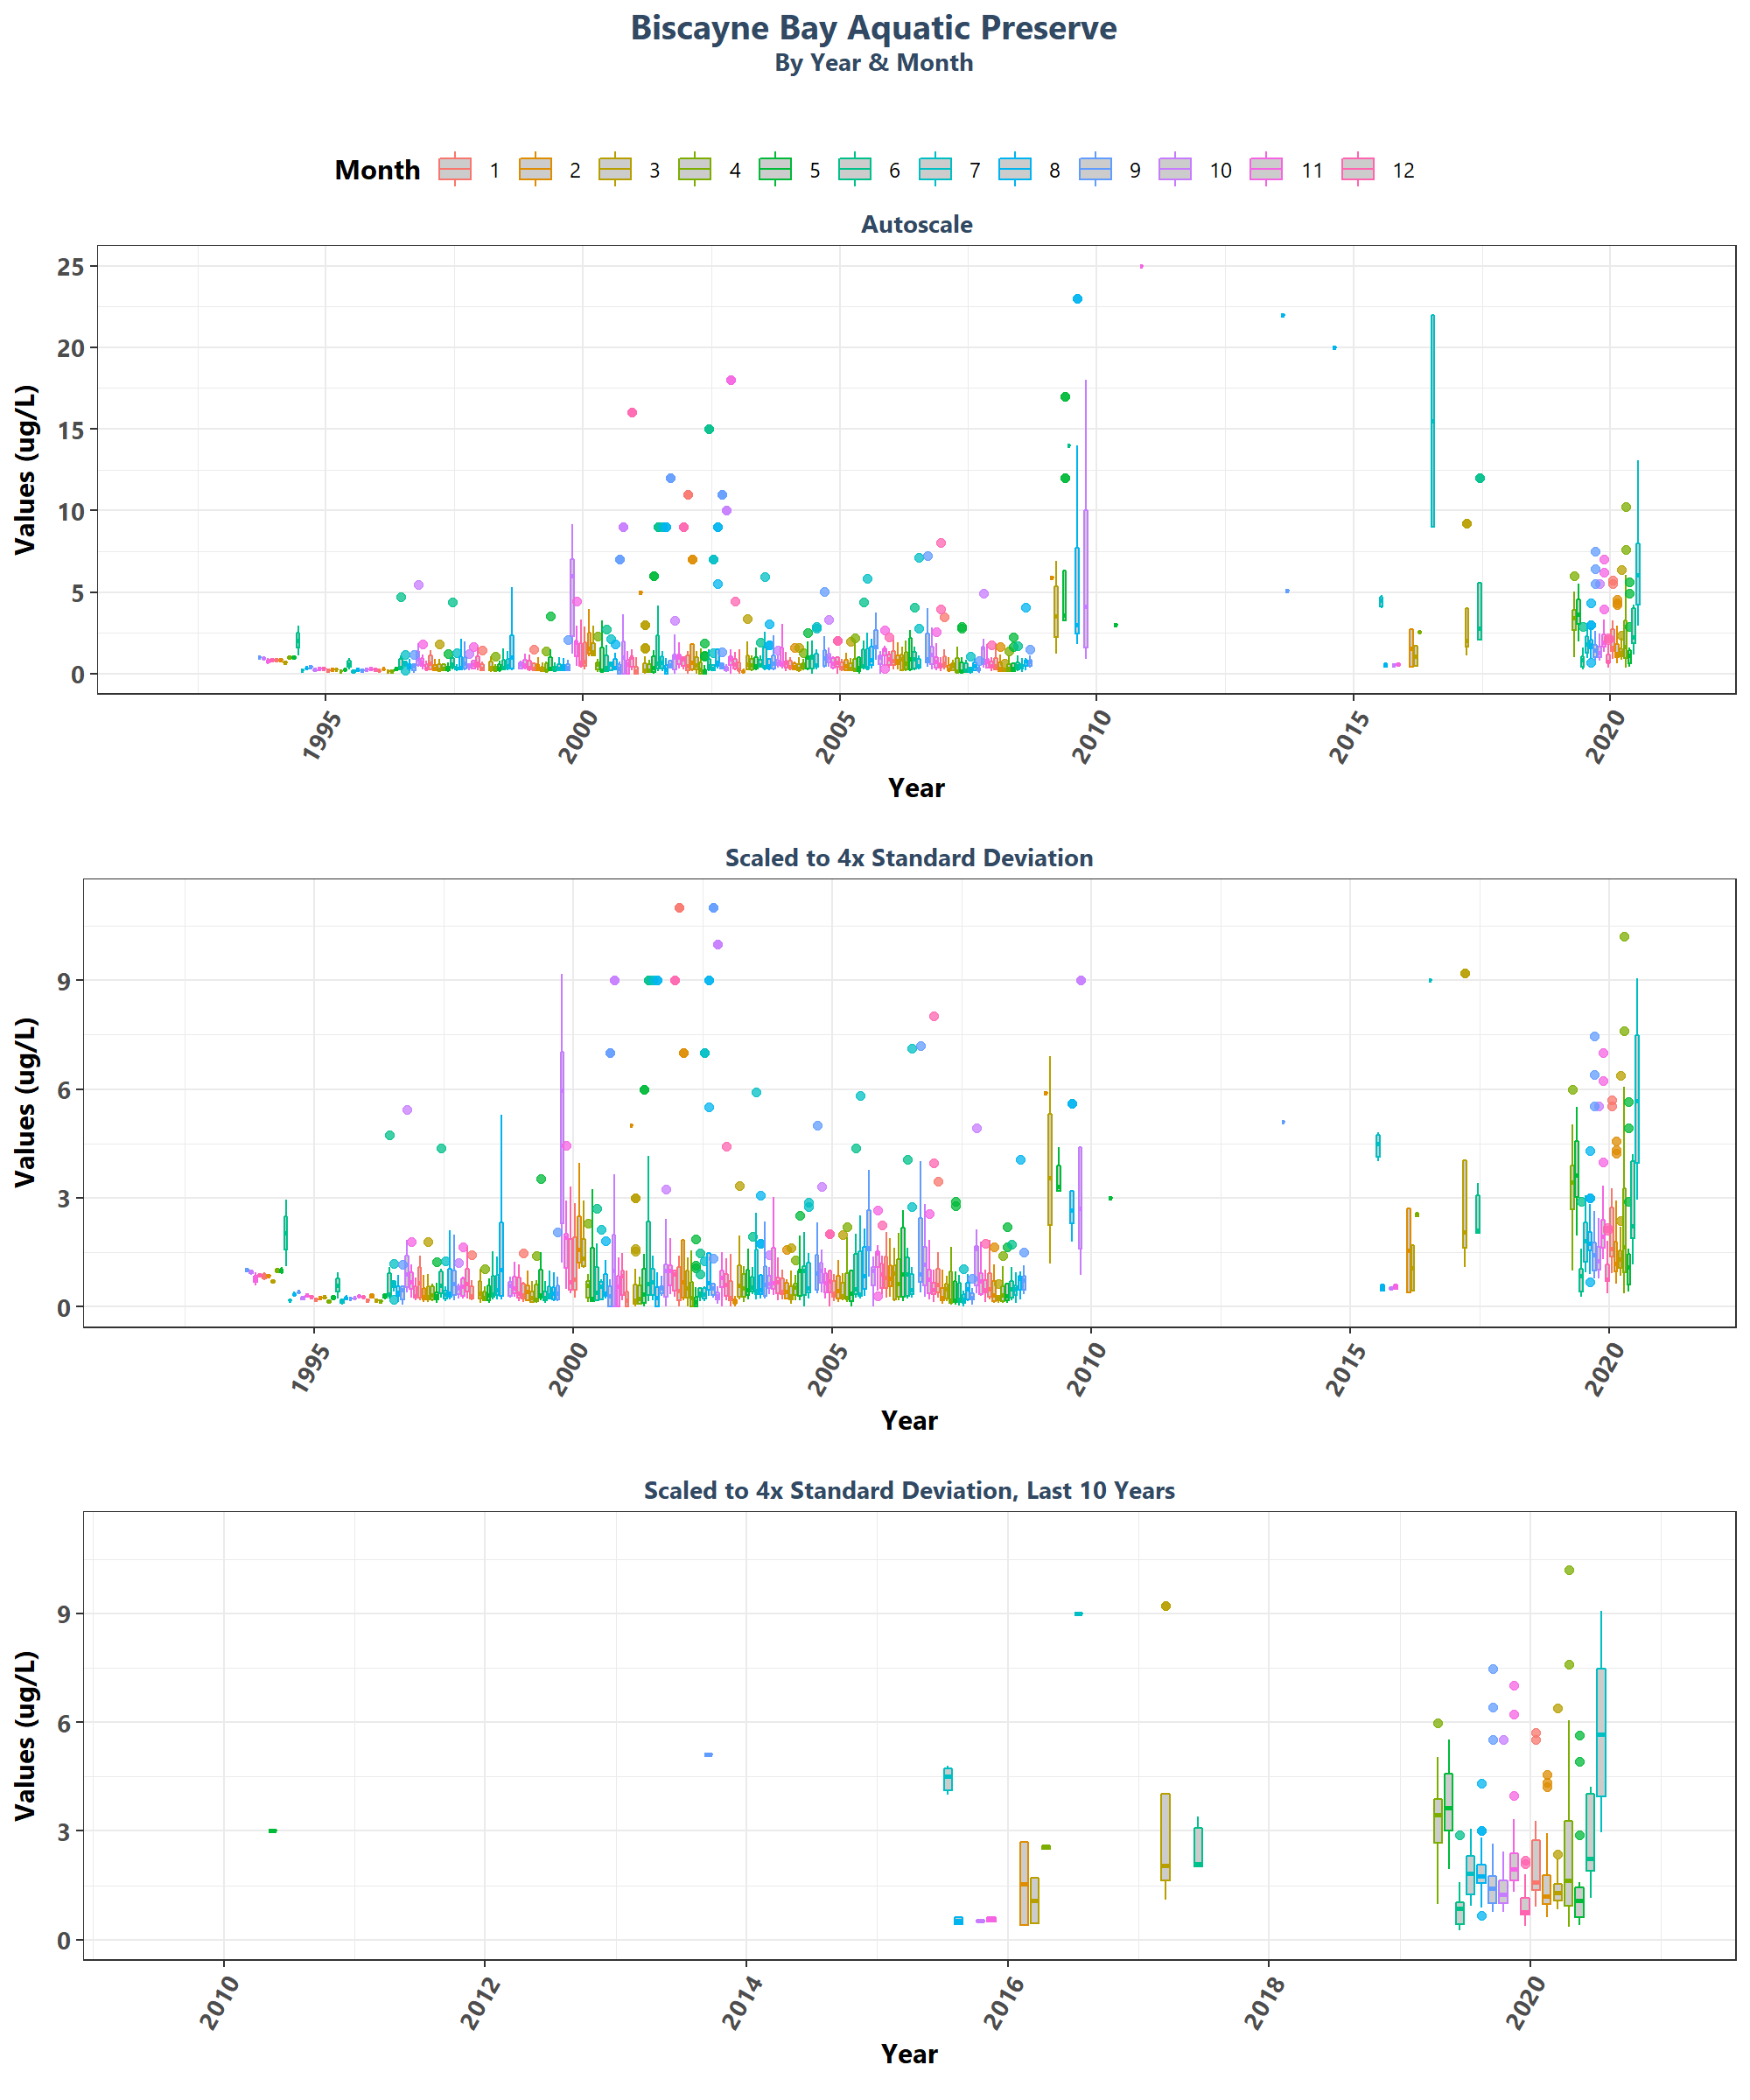 Biscayne Bay Aquatic Preserve
By Year & Month
Month 1 2 3 4 5 6 7 8 9 10 11 12
Autoscale
Values (ug/L)
25
20
15
10
5
0
1995 2000 2005 2010 2015 2020
Year
Scaled to 4x Standard Deviation
Values (ug/L)
9
6
3
0
1995 2000 2005 2010 2015 2020
Year
Scaled to 4x Standard Deviation, Last 10 Years
Values (ug/L)
9
6
3
0
2010 2012 2014 2016 2018 2020
Year